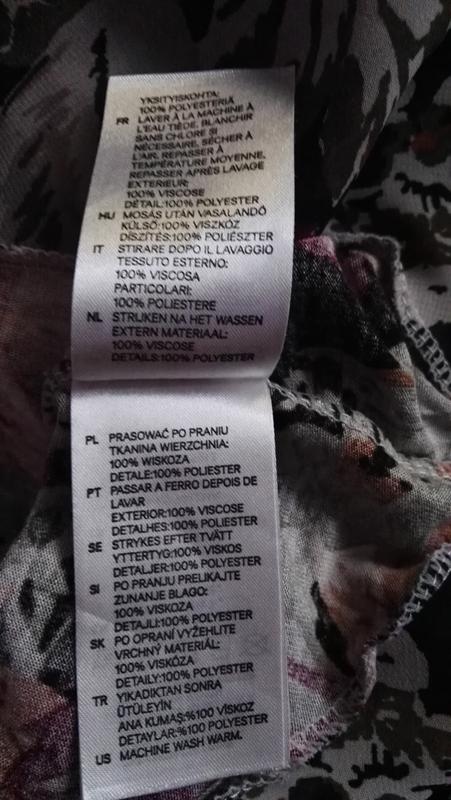 YKSITYISKOHTA:
100% POLYESTERIA
FR LAVER À LA MACHINE À
L'EAU TIÈDE, BLANCHIR
SANS CHLORE SI
NÉCESSAIRE, SÉCHER À
L'AIR, REPASSER À
TEMPÉRATURE MOYENNE,
REPASSER APRÈS LAVAGE
EXTERIEUR:
100% VISCOSE
DÉTAIL:100% POLYESTER
HU MOSÁS UTÁN VASALANDÓ
KÜLSŐ:100% VISZKÓZ
DÍSZÍTÉS:100% POLIÉSZTER
IT STIRARE DOPO IL LAVAGGIO
TESSUTO ESTERNO:
100% VISCOSA
PARTICOLARI:
100% POLIESTERE
NL STRIJKEN NA HET WASSEN
EXTERN MATERIAAL:
100% VISCOSE
DETAILS:100% POLYESTER
PL PRASOWAĆ PO PRANIU
TKANINA WIERZCHNIA:
100% WISKOZA
DETALE:100% POLIESTER
PT PASSAR A FERRO DEPOIS DE
LAVAR
EXTERIOR:100% VISCOSE
DETALHES:100% POLIESTER
SE STRYKES EFTER TVÄTT
YTTERTYG:100% VISKOS
DETALJER:100% POLYESTER
SI PO PRANJU PRELIKAJTE
ZUNANJE BLAGO:
100% VISKOZA
DETAJLI:100% POLYESTER
SK PO OPRANÍ VYŽEHLITE
VRCHNÝ MATERIÁL:
100% VISKÓZA
DETAILY:100% POLYESTER
TR YIKADIKTAN SONRA
ÜTÜLEYİN
ANA KUMAŞ:%100 VİSKOZ
DETAYLAR:%100 POLYESTER
US MACHINE WASH WARM.